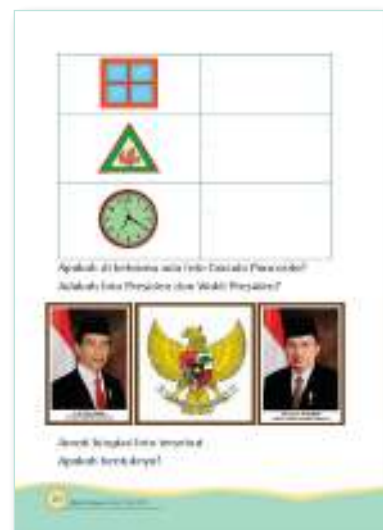 Apakah di kelasmu ada foto Garuda Pancasila?
Adakah foto Presiden dan Wakil Presiden?
Amati bingkai foto tersebut
Apakah bentuknya?